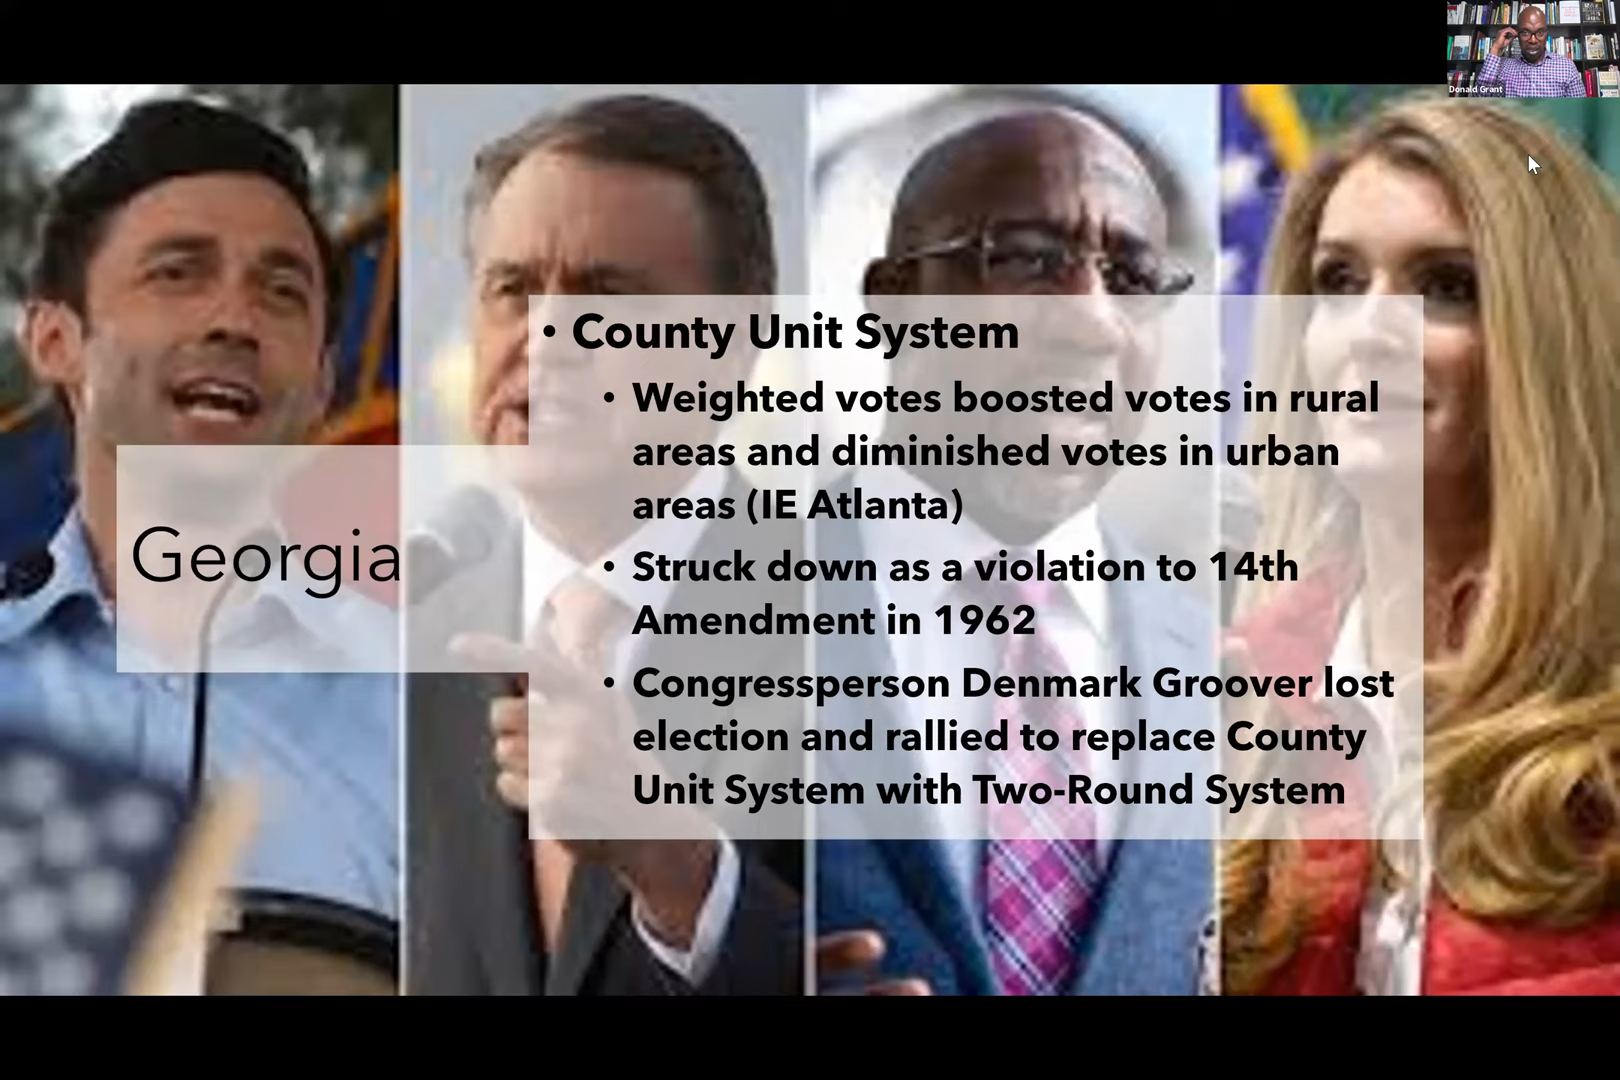 Donald Grant
• County Unit System
• Weighted votes boosted votes in rural
areas and diminished votes in urban
areas (IE Atlanta)
Georgia
• Struck down as a violation to 14th
Amendment in 1962
• Congressperson Denmark Groover lost
election and rallied to replace County
Unit System with Two-Round System